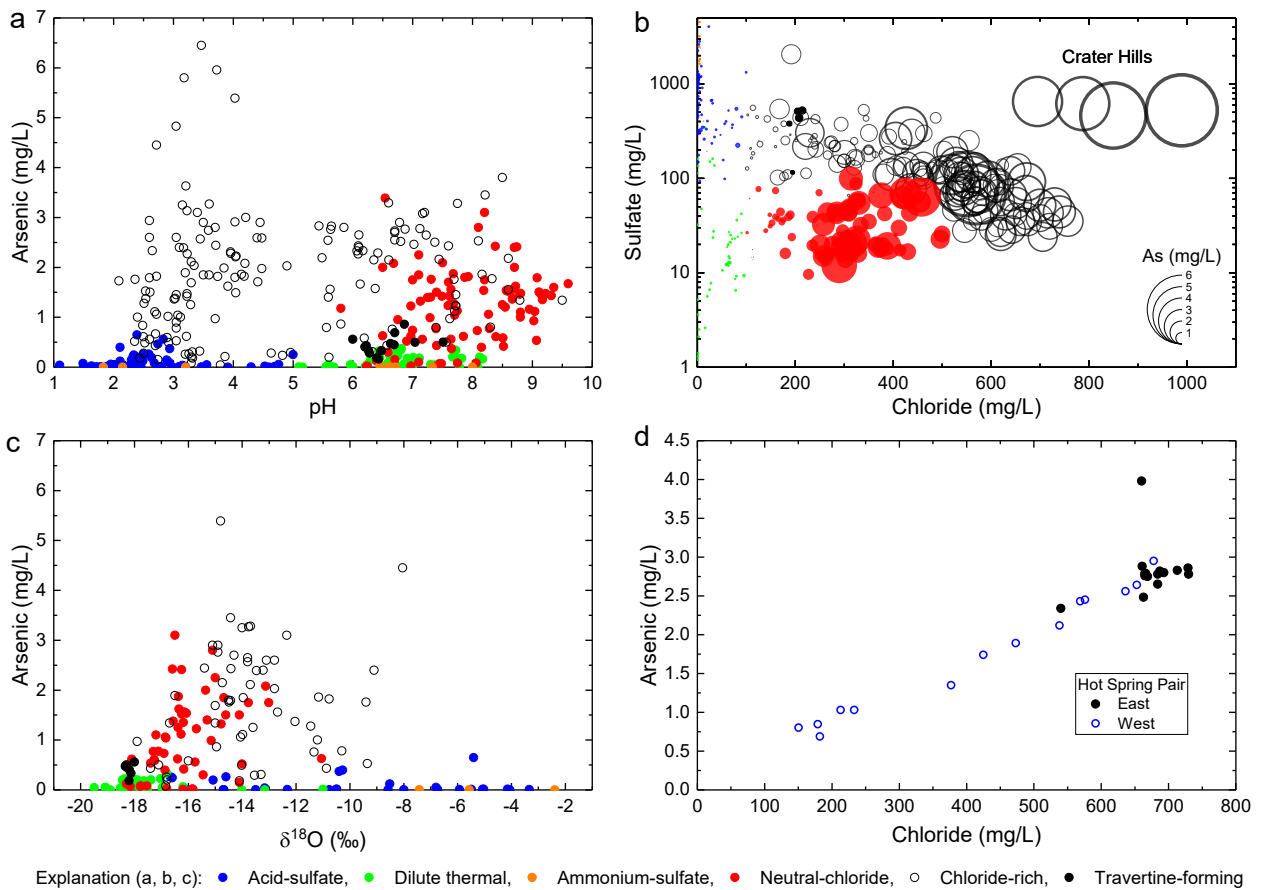 a
7
6
5
4
3
2
1
0
Arsenic (mg/L)
1 2 3 4 5 6 7 8 9 10
pH
b
1000
100
10
1
Sulfate (mg/L)
Crater Hills
As (mg/L)
6
5
4
3
2
1
0 200 400 600 800 1000
Chloride (mg/L)
c
7
6
5
4
3
2
1
0
Arsenic (mg/L)
-20 -18 -16 -14 -12 -10 -8 -6 -4 -2
δ18O (‰)
d
4.5
4.0
3.5
3.0
2.5
2.0
1.5
1.0
0.5
0.0
Arsenic (mg/L)
Hot Spring Pair
East
West
0 100 200 300 400 500 600 700 800
Chloride (mg/L)
Explanation (a, b, c): Acid-sulfate, Dilute thermal, Ammonium-sulfate, Neutral-chloride, Chloride-rich, Travertine-forming